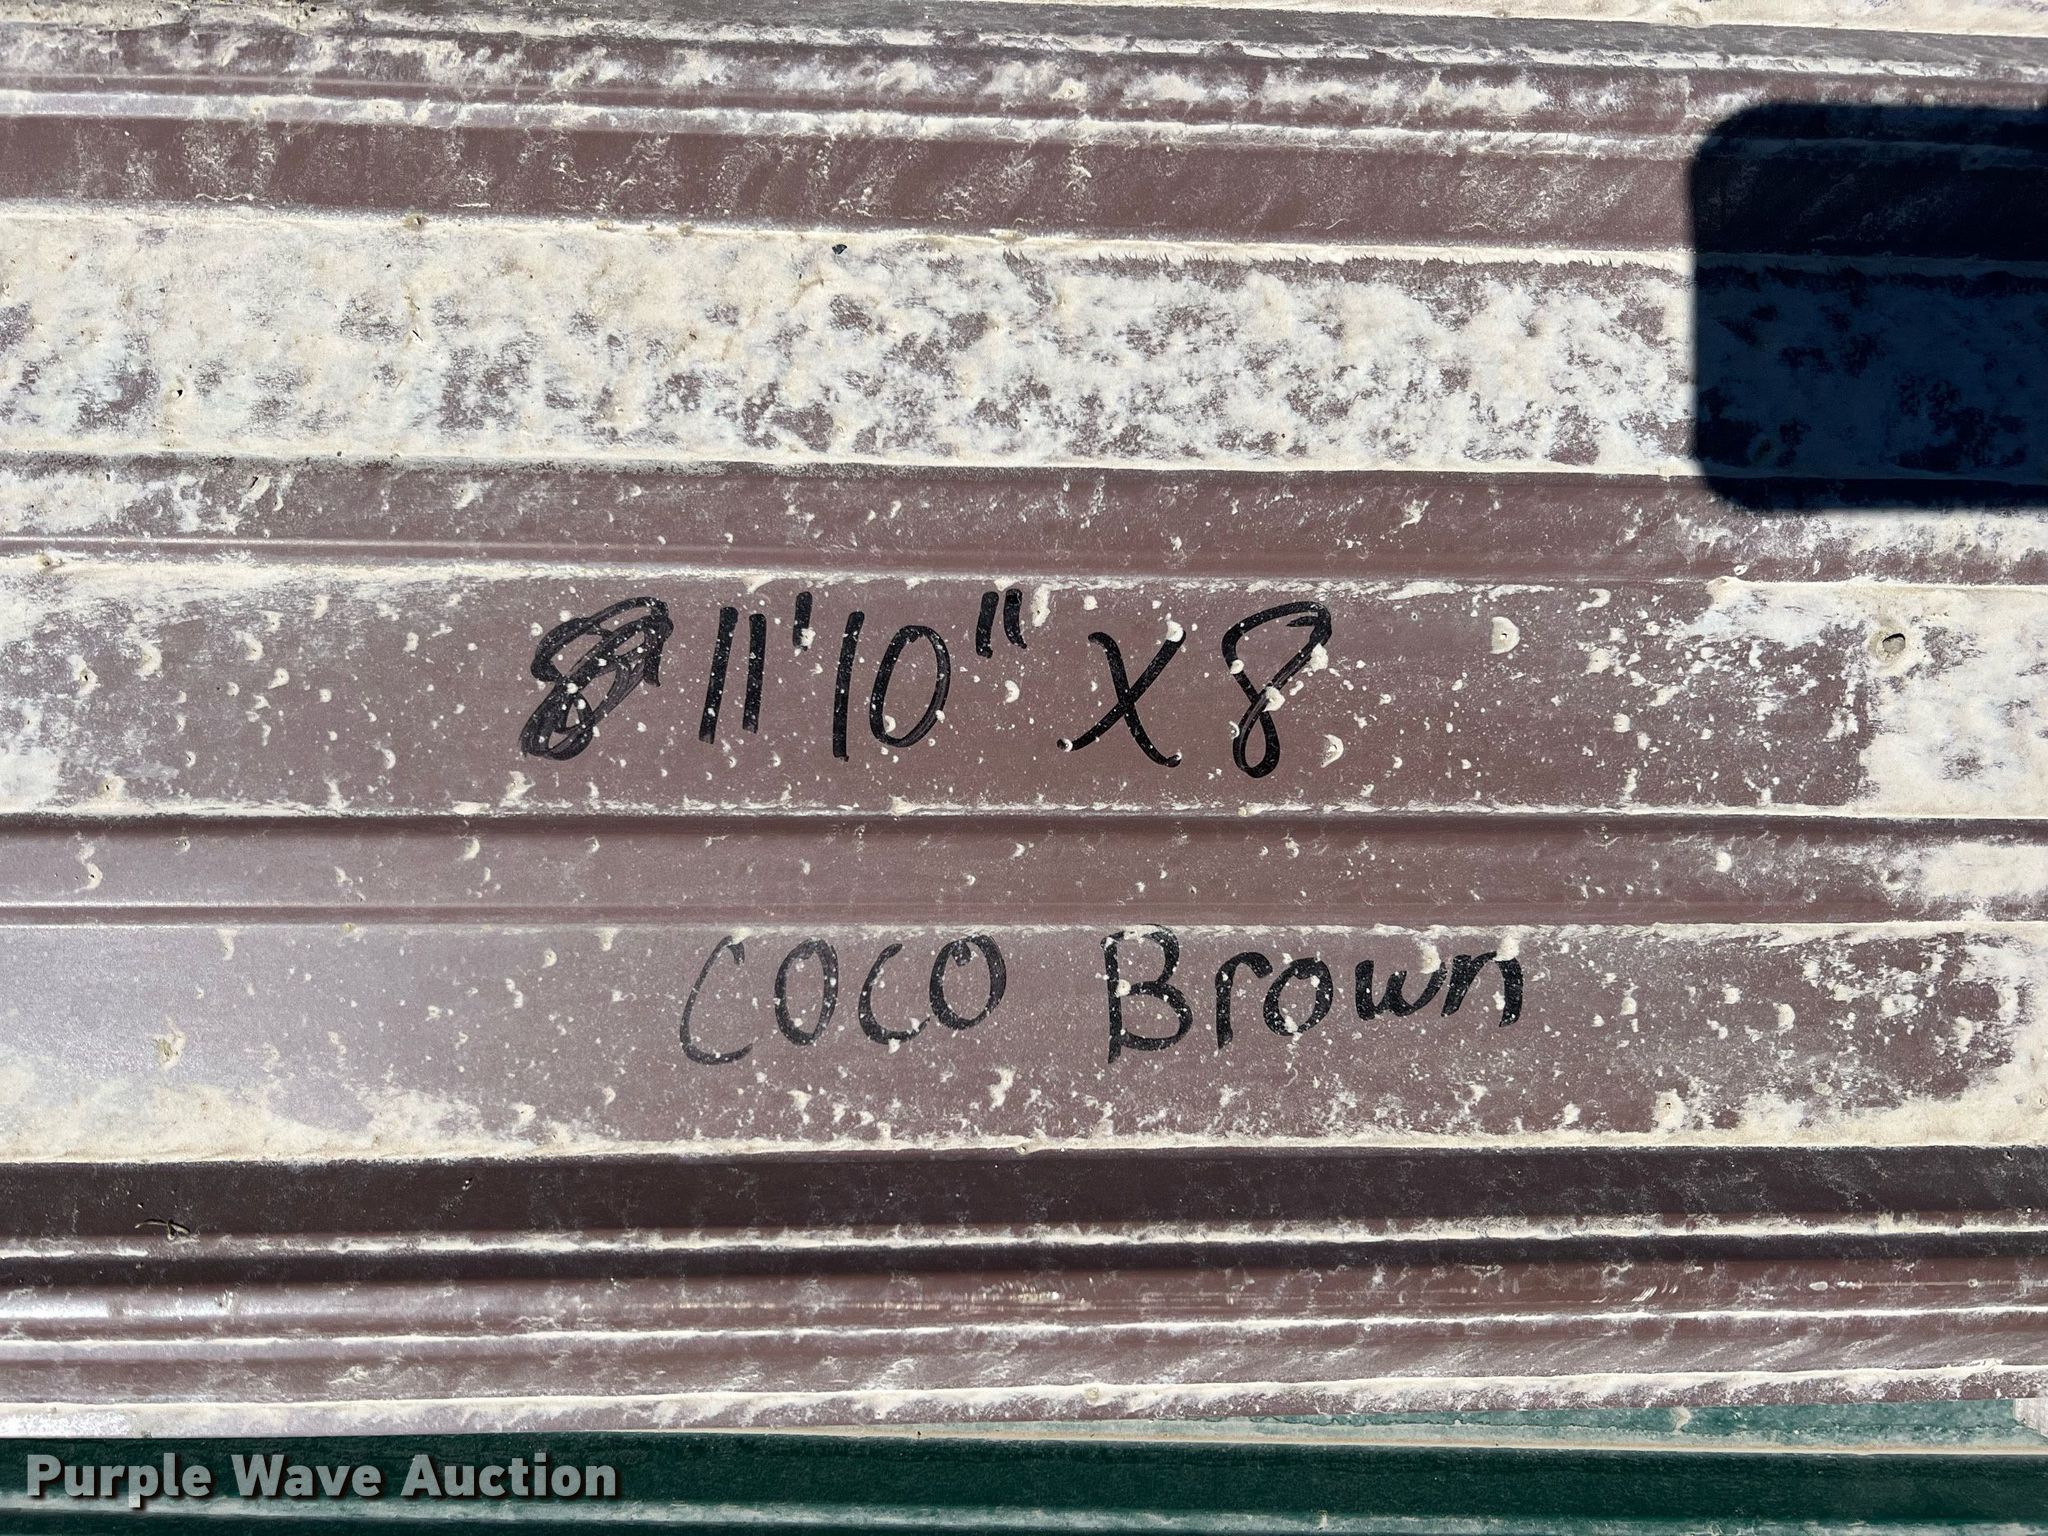 11'10" X 8
COCO Brown
Purple Wave Auction